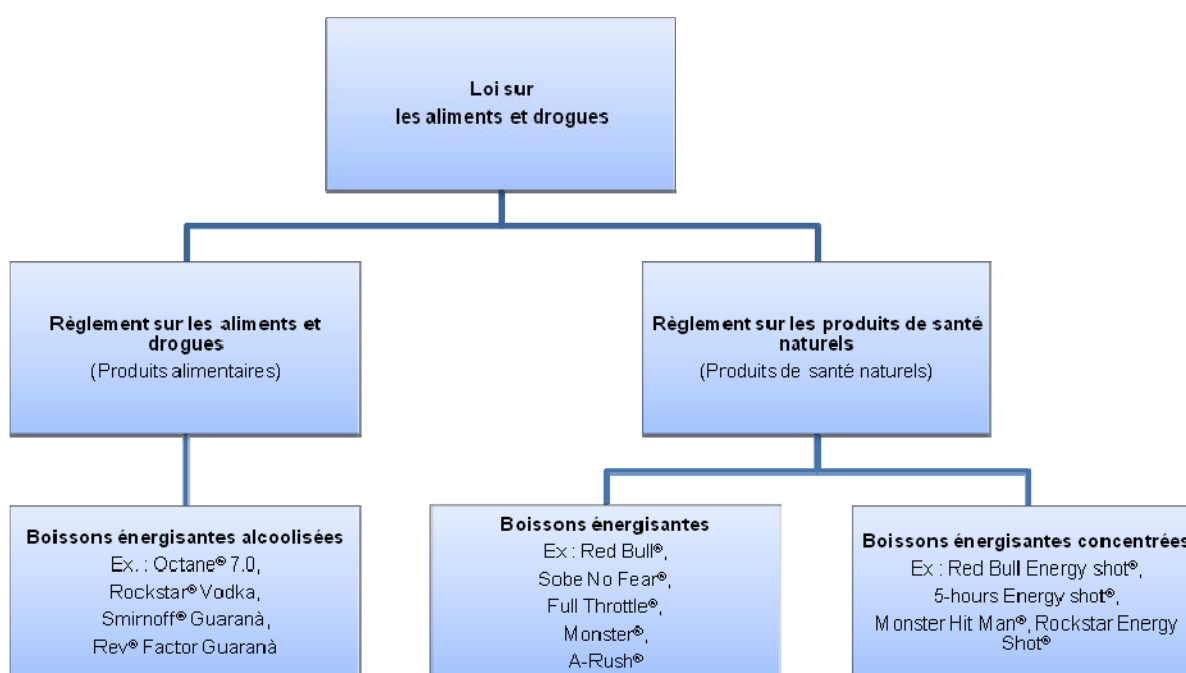 Loi sur
les aliments et drogues
Règlement sur les aliments et
drogues
(Produits alimentaires)
Règlement sur les produits de santé
naturels
(Produits de santé naturels)
Boissons énergisantes alcoolisées
Ex. : Octane® 7.0,
Rockstar® Vodka,
Smirnoff® Guaranà,
Rev® Factor Guaranà
Boissons énergisantes
Ex : Red Bull®,
Sobe No Fear®,
Full Throttle®,
Monster®,
A-Rush®
Boissons énergisantes concentrées
Ex : Red Bull Energy shot®,
5-hours Energy shot®,
Monster Hit Man®, Rockstar Energy
Shot®